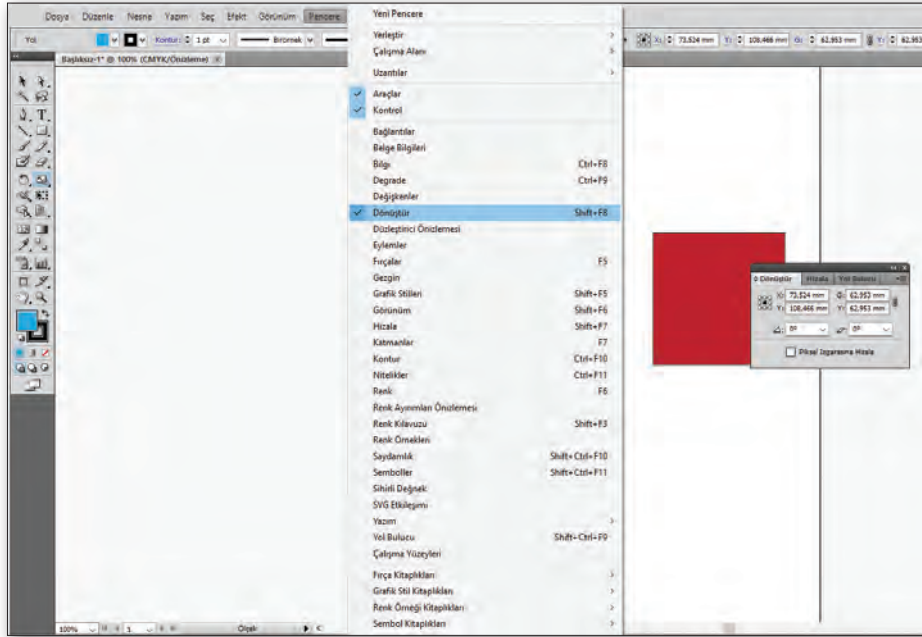 Dosya Düzenle Nesne Yazım Seç Efekt Görünüm Pencere
Yol Kontur: 1 pt Birörnek X: 73,524 mm Y: 108,466 mm G: 62,953 mm Y: 62,953
Başlıksız-1* @ 100% (CMYK/Önizleme)
Yeni Pencere
Yerleştir
Çalışma Alanı
Uzantılar
Araçlar
Kontrol
Bağlantılar
Belge Bilgileri
Bilgi Ctrl+F8
Degrade Ctrl+F9
Değişkenler
Dönüştür Shift+F8
Düzleştirici Önizlemesi
Eylemler
Fırçalar F5
Gezgin
Grafik Stilleri Shift+F5
Görünüm Shift+F6
Hizala Shift+F7
Katmanlar F7
Kontur Ctrl+F10
Nitelikler Ctrl+F11
Renk F6
Renk Ayrımları Önizlemesi
Renk Kılavuzu Shift+F3
Renk Örnekleri
Saydamlık Shift+Ctrl+F10
Semboller Shift+Ctrl+F11
Sihirli Değnek
SVG Etkileşimi
Yazım
Yol Bulucu Shift+Ctrl+F9
Çalışma Yüzeyleri
Fırça Kitaplıkları
Grafik Stil Kitaplıkları
Renk Örneği Kitaplıkları
Sembol Kitaplıkları
Dönüştür Hizala Yol Bulucu
X: 73,524 mm G: 62,953 mm
Y: 108,466 mm Y: 62,953 mm
0° 0°
Piksel Izgarasına Hizala
100% 1 Ölçek